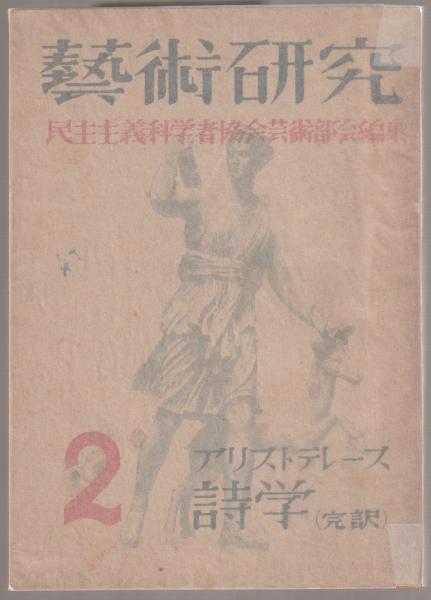 藝術研究
民主主義科学者協会芸術部会編集
2
アリストテレース
詩学(完訳)